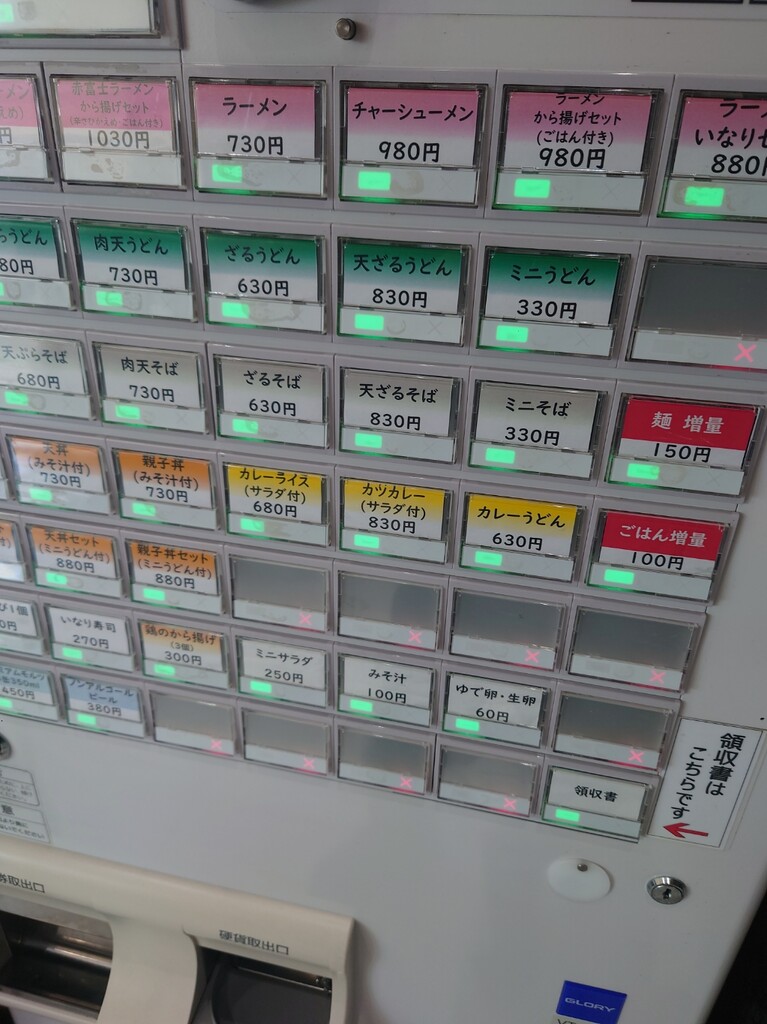 赤富士ラーメン
から揚げセット
1030円
ラーメン
730円
チャーシューメン
980円
ラーメン
から揚げセット
(ごはん付き)
980円
いなりセ
880円
うどん
80円
肉天うどん
730円
ざるうどん
630円
天ざるうどん
830円
ミニうどん
330円
天ぷらそば
680円
肉天そば
730円
ざるそば
630円
天ざるそば
830円
ミニそば
330円
麺 増量
150円
天丼
(みそ汁付)
730円
親子丼
(みそ汁付)
730円
カレーライス
(サラダ付)
680円
カツカレー
(サラダ付)
830円
カレーうどん
630円
ごはん増量
100円
天丼セット
(ミニうどん付)
880円
親子丼セット
(ミニうどん付)
880円
いなり寿司
270円
鶏のから揚げ
(3個)
300円
ミニサラダ
250円
みそ汁
100円
ゆで卵・生卵
60円
450円
ノンアルコール
ビール
380円
領収書
領収書は
こちらです
硬貨取出口
GLORY